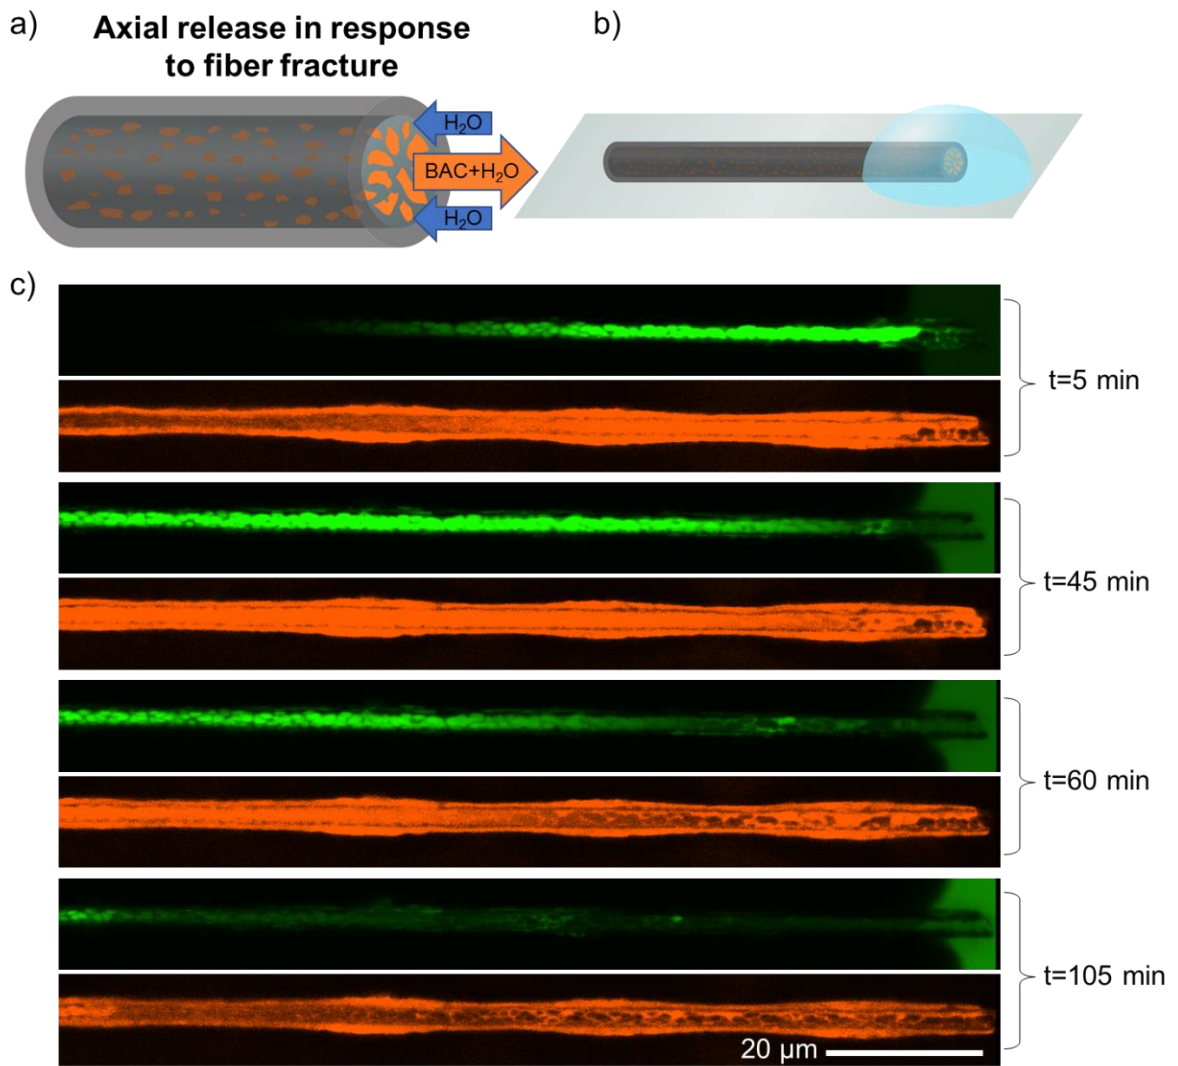 a)
Axial release in response
to fiber fracture
H₂O
BAC+H₂O
H₂O
b)
c)
t=5 min
t=45 min
t=60 min
t=105 min
20 μm